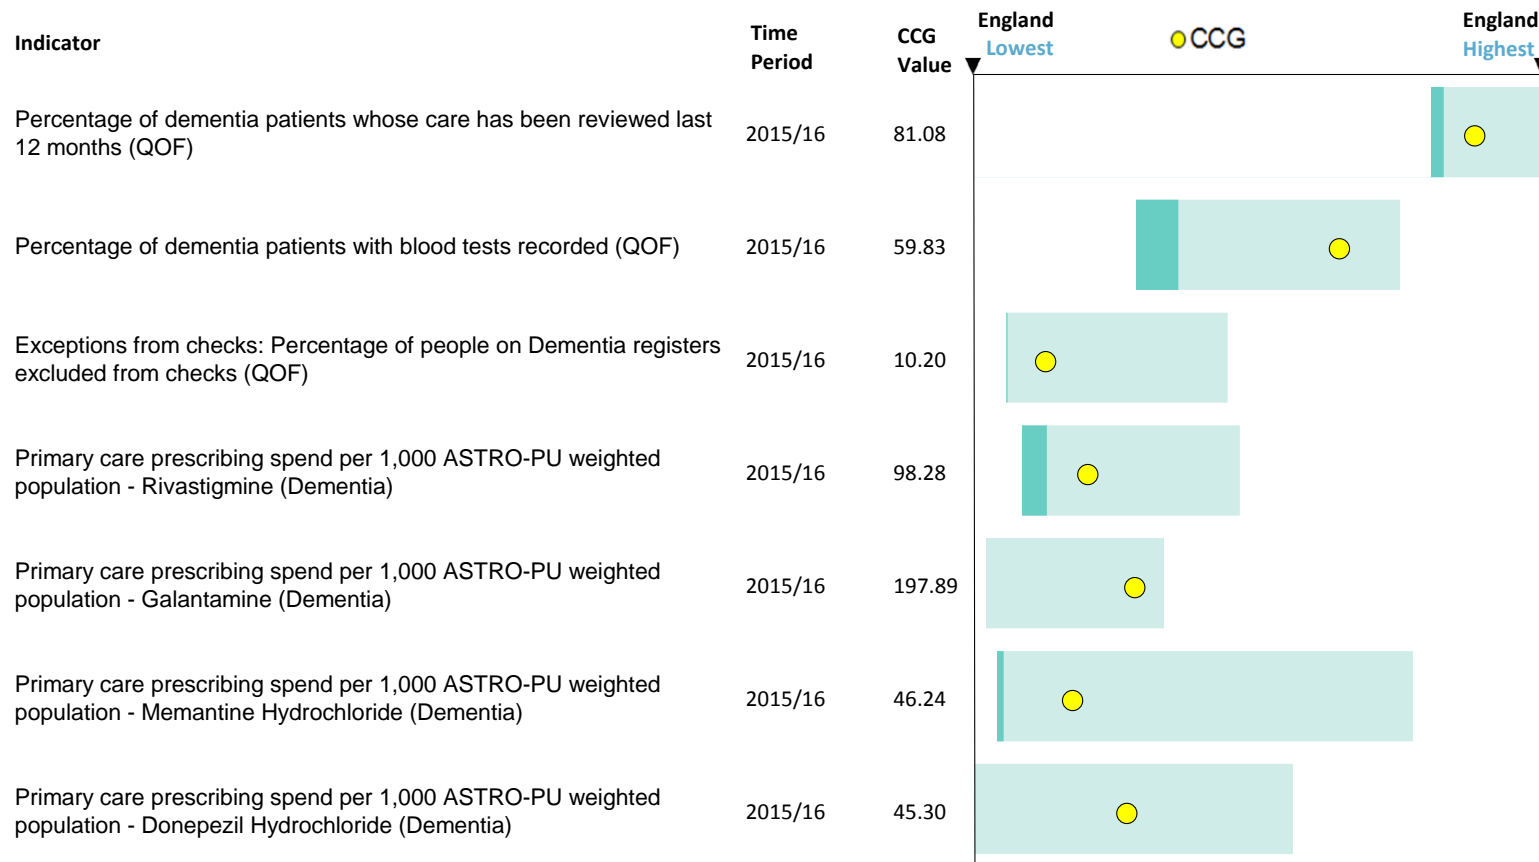 Indicator
Time
Period
CCG
Value
England
Lowest
CCG
England
Highest
Percentage of dementia patients whose care has been reviewed last
12 months (QOF)
2015/16
81.08
Percentage of dementia patients with blood tests recorded (QOF)
2015/16
59.83
Exceptions from checks: Percentage of people on Dementia registers
excluded from checks (QOF)
2015/16
10.20
Primary care prescribing spend per 1,000 ASTRO-PU weighted
population - Rivastigmine (Dementia)
2015/16
98.28
Primary care prescribing spend per 1,000 ASTRO-PU weighted
population - Galantamine (Dementia)
2015/16
197.89
Primary care prescribing spend per 1,000 ASTRO-PU weighted
population - Memantine Hydrochloride (Dementia)
2015/16
46.24
Primary care prescribing spend per 1,000 ASTRO-PU weighted
population - Donepezil Hydrochloride (Dementia)
2015/16
45.30